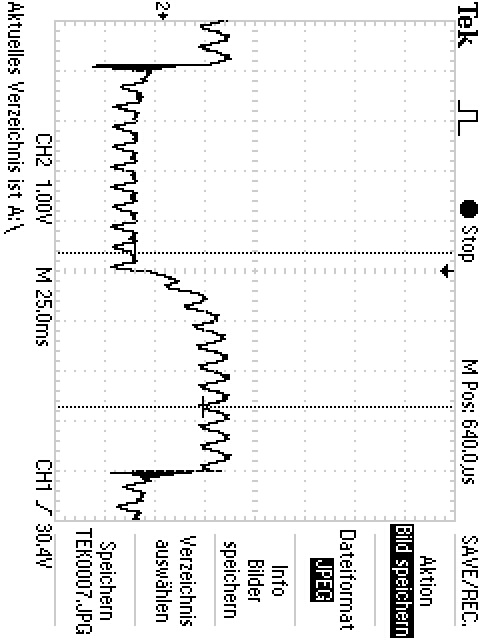 Tek
Stop
M Pos: 640.0µs
SAVE/REC.
Aktion
Bild speichern
Dateiformat
JPEG
Info
Bilder
speichern
Verzeichnis
auswählen
Speichern
TEK0007.JPG
2
CH2 1.00V
M 25.0ms
CH1 / 30.4V
Aktuelles Verzeichnis ist A:\